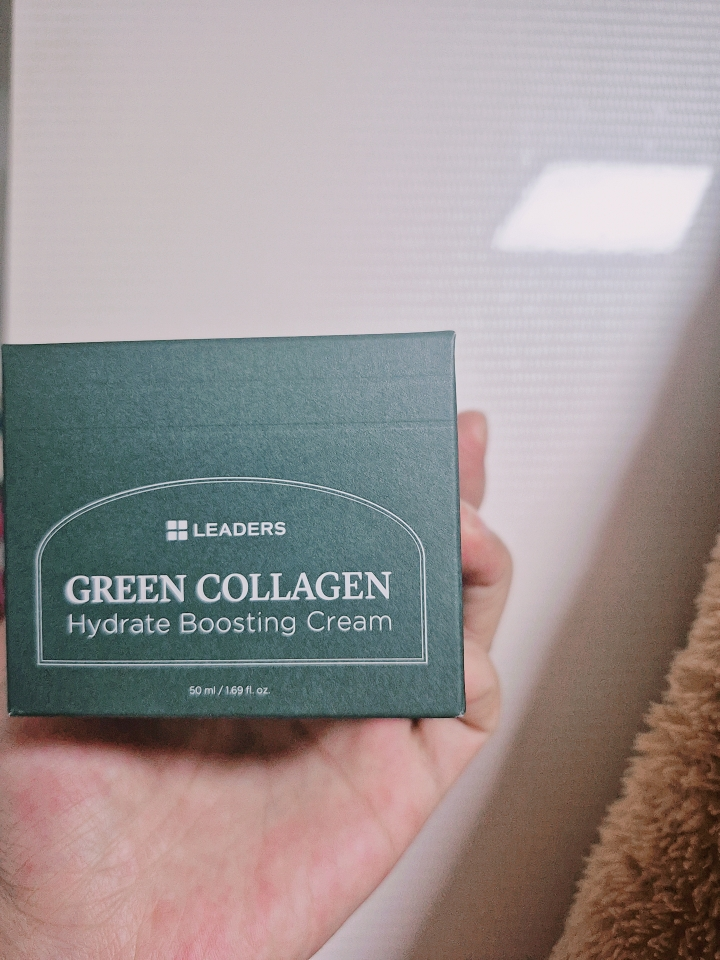 LEADERS
GREEN COLLAGEN
Hydrate Boosting Cream
50 ml / 1.69 fl. oz.